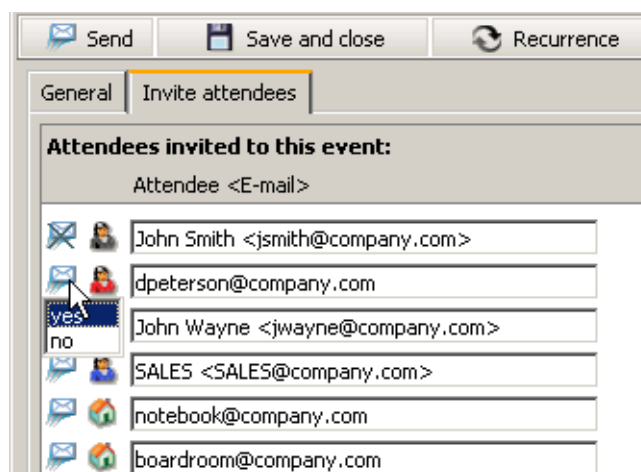 Send Save and close Recurrence
General Invite attendees
Attendees invited to this event:
Attendee <E-mail>
John Smith <jsmith@company.com>
dpeterson@company.com
yes
John Wayne <jwayne@company.com>
no
SALES <SALES@company.com>
notebook@company.com
boardroom@company.com